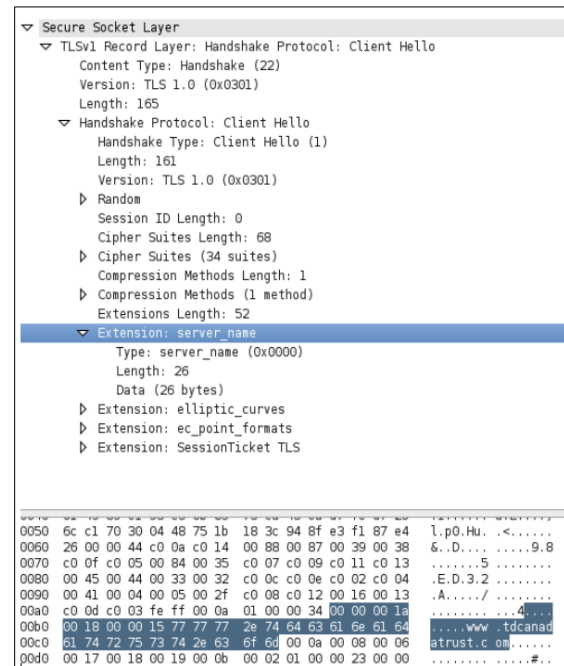 Secure Socket Layer
TLSv1 Record Layer: Handshake Protocol: Client Hello
Content Type: Handshake (22)
Version: TLS 1.0 (0x0301)
Length: 165
Handshake Protocol: Client Hello
Handshake Type: Client Hello (1)
Length: 161
Version: TLS 1.0 (0x0301)
Random
Session ID Length: 0
Cipher Suites Length: 68
Cipher Suites (34 suites)
Compression Methods Length: 1
Compression Methods (1 method)
Extensions Length: 52
Extension: server_name
Type: server_name (0x0000)
Length: 26
Data (26 bytes)
Extension: elliptic_curves
Extension: ec_point_formats
Extension: SessionTicket TLS
0050 6c c1 70 30 04 48 75 1b 18 3c 94 8f e3 f1 87 e4 l.p0.Hu. .<......
0060 26 00 00 44 c0 0a c0 14 00 88 00 87 00 39 00 38 &..D.... .....9.8
0070 c0 0f c0 05 00 84 00 35 c0 07 c0 09 c0 11 c0 13 .......5 ........
0080 00 45 00 44 00 33 00 32 c0 0c c0 0e c0 02 c0 04 .E.D.3.2 ........
0090 00 41 00 04 00 05 00 2f c0 08 c0 12 00 16 00 13 .A...../ ........
00a0 c0 0d c0 03 fe ff 00 0a 01 00 00 34 00 00 00 1a ........ ...4....
00b0 00 18 00 00 15 77 77 77 2e 74 64 63 61 6e 61 64 .....www .tdcanad
00c0 61 74 72 75 73 74 2e 63 6f 6d 00 0a 00 08 00 06 atrust.c om......
00d0 00 17 00 18 00 19 00 0b 00 02 01 00 00 23 00 00 ........ .....#..